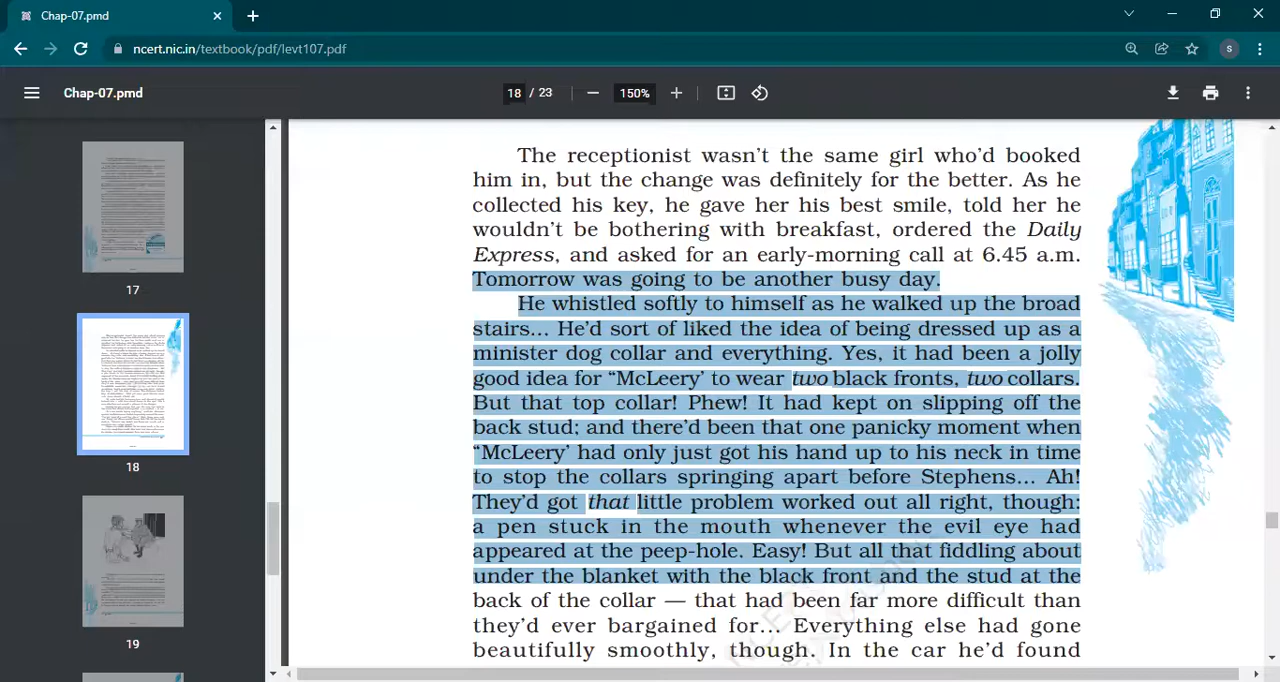 Chap-07.pmd
ncert.nic.in/textbook/pdf/levt107.pdf
S
Chap-07.pmd
18 / 23
150%
17
18
19
The receptionist wasn't the same girl who'd booked
him in, but the change was definitely for the better. As he
collected his key, he gave her his best smile, told her he
wouldn't be bothering with breakfast, ordered the Daily
Express, and asked for an early-morning call at 6.45 a.m.
Tomorrow was going to be another busy day.
He whistled softly to himself as he walked up the broad
stairs... He'd sort of liked the idea of being dressed up as a
minister dog collar and everything. Yes, it had been a jolly
good idea for “McLeery’ to wear two black fronts, two collars.
But that top collar! Phew! It had kept on slipping off the
back stud; and there'd been that one panicky moment when
“McLeery’ had only just got his hand up to his neck in time
to stop the collars springing apart before Stephens... Ah!
They'd got that little problem worked out all right, though:
a pen stuck in the mouth whenever the evil eye had
appeared at the peep-hole. Easy! But all that fiddling about
under the blanket with the black front and the stud at the
back of the collar — that had been far more difficult than
they'd ever bargained for... Everything else had gone
beautifully smoothly, though. In the car he'd found